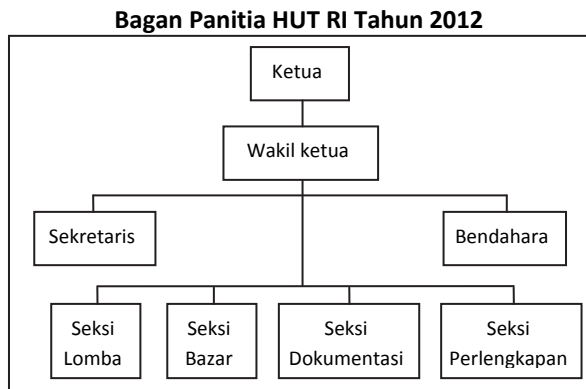 Bagan Panitia HUT RI Tahun 2012
Ketua
Wakil ketua
Sekretaris
Bendahara
Seksi
Lomba
Seksi
Bazar
Seksi
Dokumentasi
Seksi
Perlengkapan